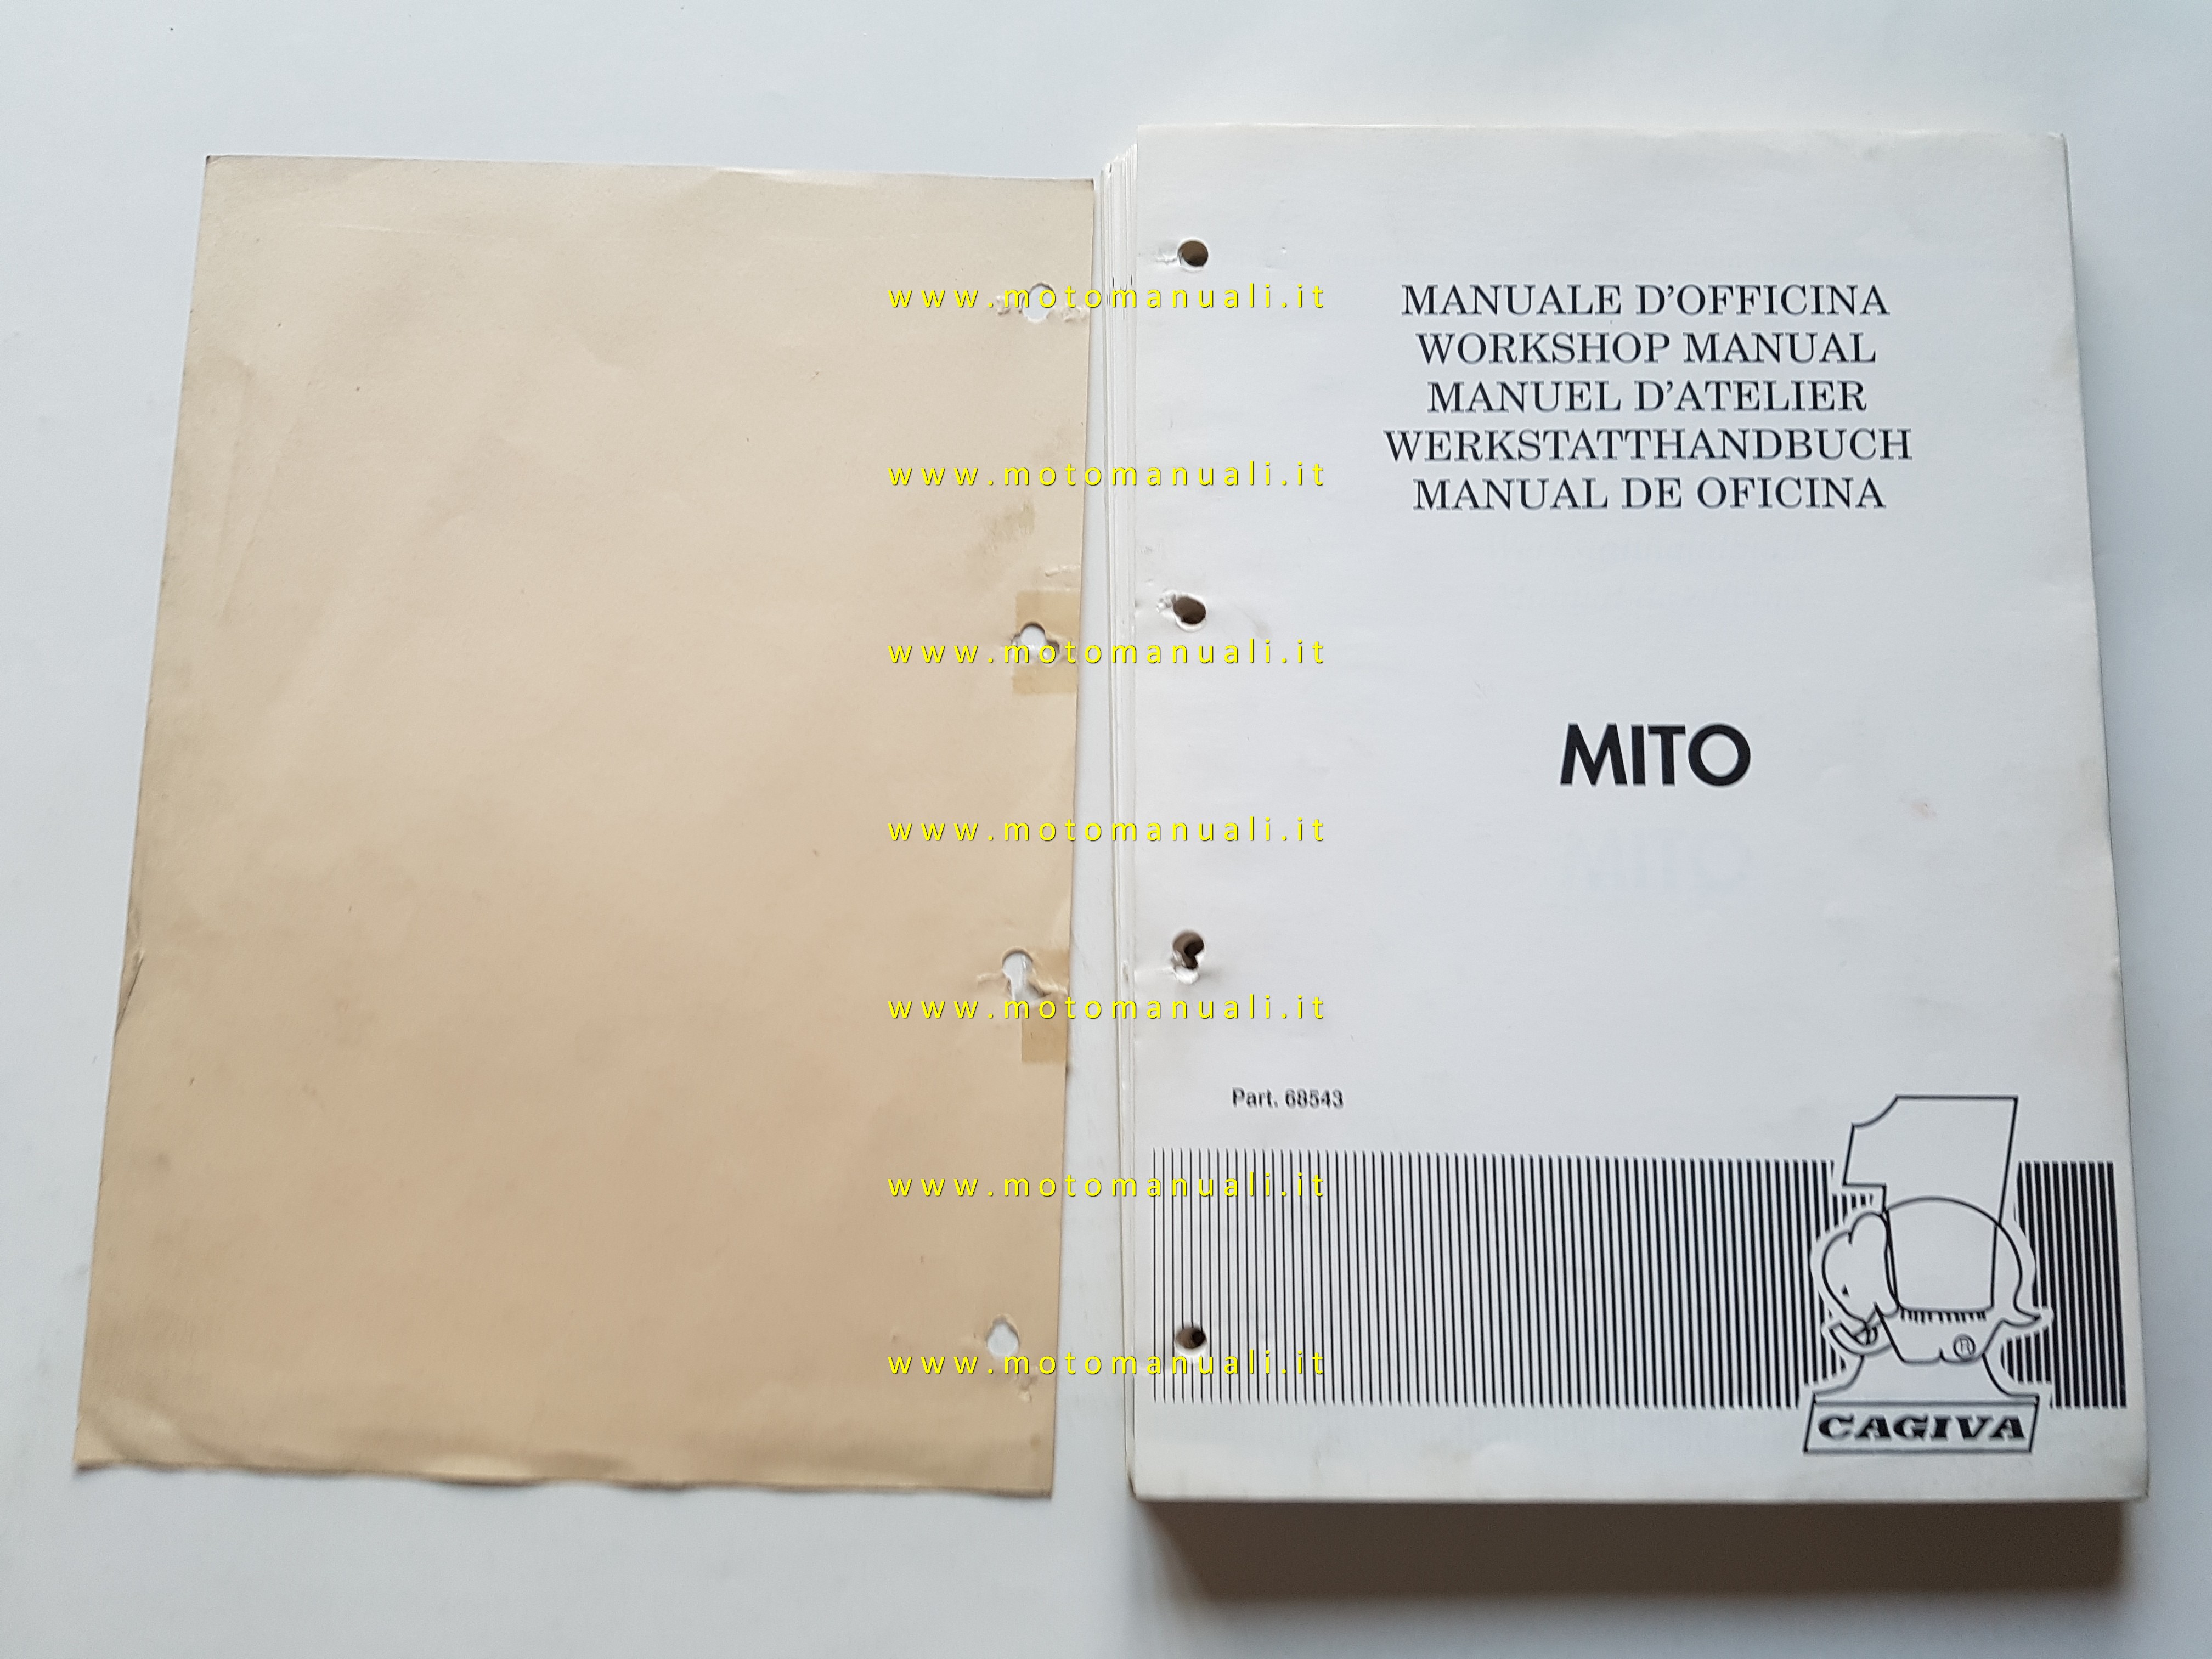 www.motomanuali.it
MANUALE D'OFFICINA
WORKSHOP MANUAL
MANUEL D'ATELIER
WERKSTATTHANDBUCH
MANUAL DE OFICINA
www.motomanuali.it
www.motomanuali.it
MITO
www.motomanuali.it
www.motomanuali.it
Part. 68543
www.motomanuali.it
®
www.motomanuali.it
CAGIVA